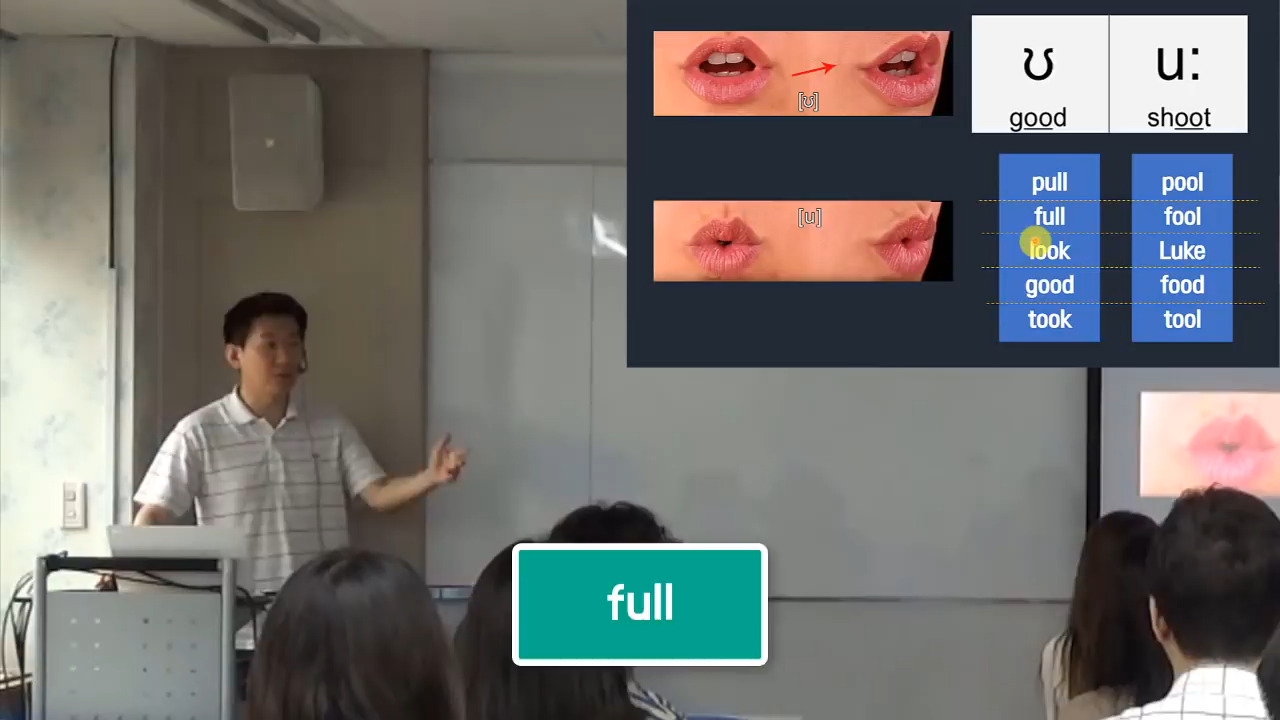 [ʊ]
[u]
ʊ
u:
good
shoot
pull
pool
full
fool
look
Luke
good
food
took
tool
full